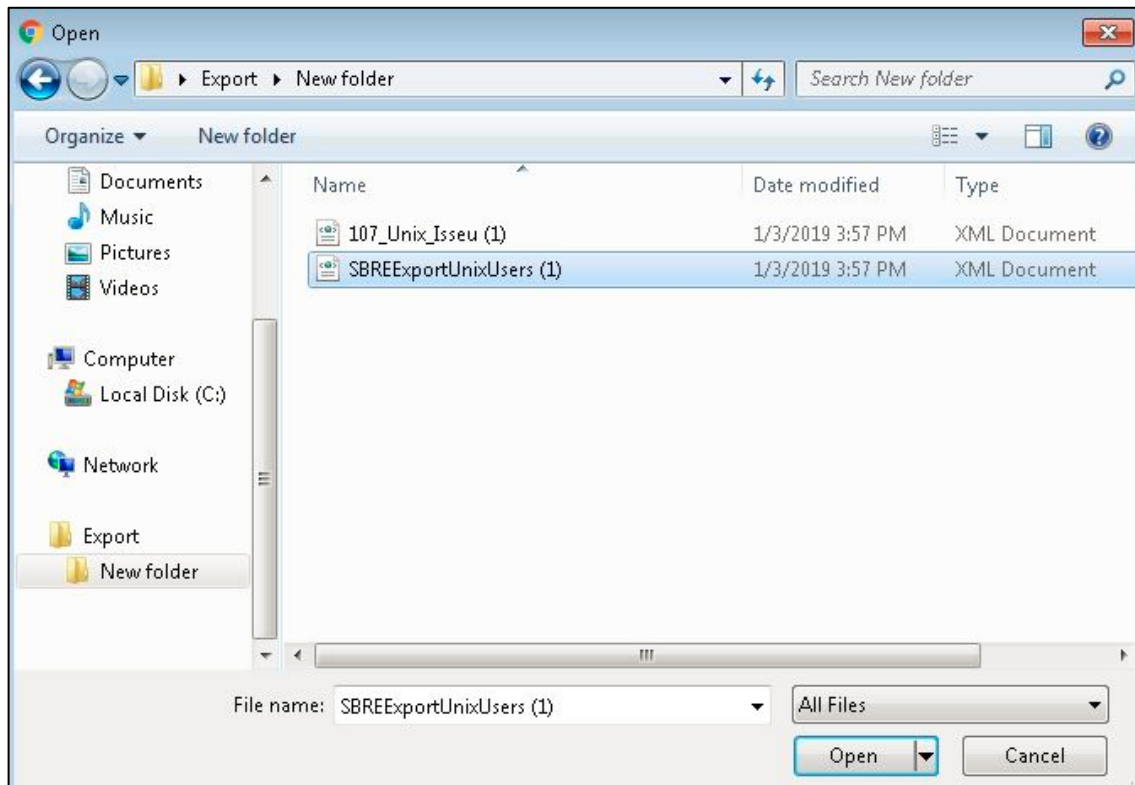 Open
Export New folder Search New folder
Organize New folder
Documents
Music
Pictures
Videos
Computer
Local Disk (C:)
Network
Export
New folder
Name Date modified Type
107_Unix_Isseu (1) 1/3/2019 3:57 PM XML Document
SBREExportUnixUsers (1) 1/3/2019 3:57 PM XML Document
File name: SBREExportUnixUsers (1) All Files
Open Cancel